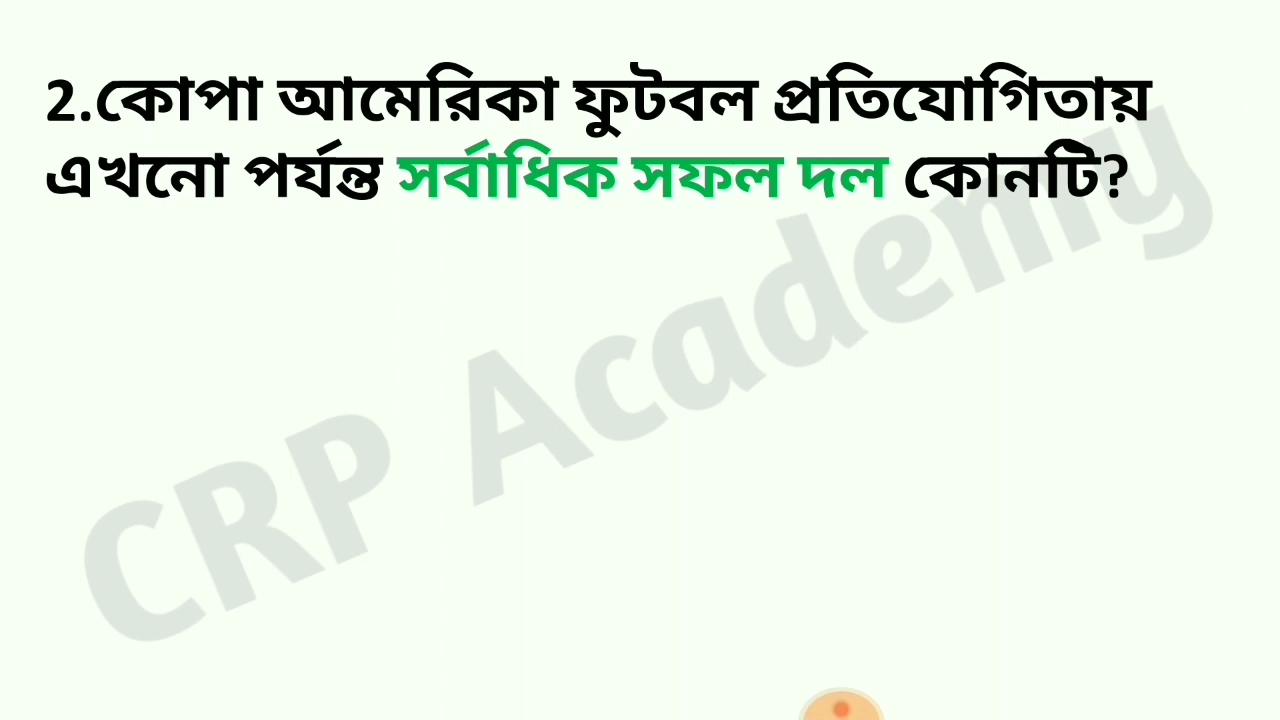 2.কোপা আমেরিকা ফুটবল প্রতিযোগিতায়
এখনো পর্যন্ত সর্বাধিক সফল দল কোনটি?
CRP Academy